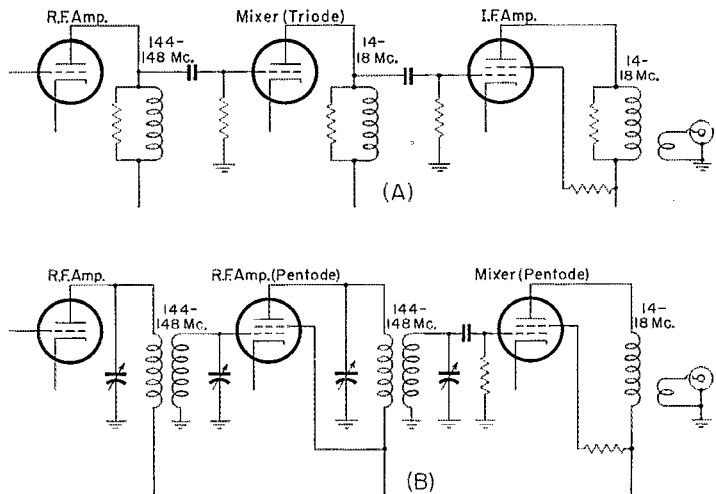 R.F. Amp.
Mixer (Triode)
I.F. Amp.
144-
148 Mc.
14-
18 Mc.
14-
18 Mc.
(A)
R.F. Amp.
R.F. Amp. (Pentode)
Mixer (Pentode)
144-
148 Mc.
144-
148 Mc.
14-
18 Mc.
(B)